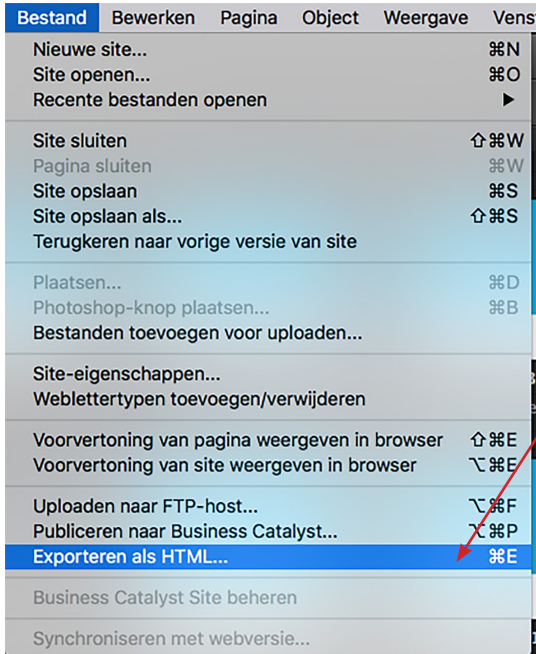 Bestand Bewerken Pagina Object Weergave Vens
Nieuwe site... ⌘N
Site openen... ⌘O
Recente bestanden openen ▶
Site sluiten ⇧⌘W
Pagina sluiten ⌘W
Site opslaan ⌘S
Site opslaan als... ⇧⌘S
Terugkeren naar vorige versie van site
Plaatsen... ⌘D
Photoshop-knop plaatsen... ⌘B
Bestanden toevoegen voor uploaden...
Site-eigenschappen...
Weblettertypen toevoegen/verwijderen
Voorvertoning van pagina weergeven in browser ⇧⌘E
Voorvertoning van site weergeven in browser ⌥⌘E
Uploaden naar FTP-host... ⌥⌘F
Publiceren naar Business Catalyst... ⌥⌘P
Exporteren als HTML... ⌘E
Business Catalyst Site beheren
Synchroniseren met webversie...